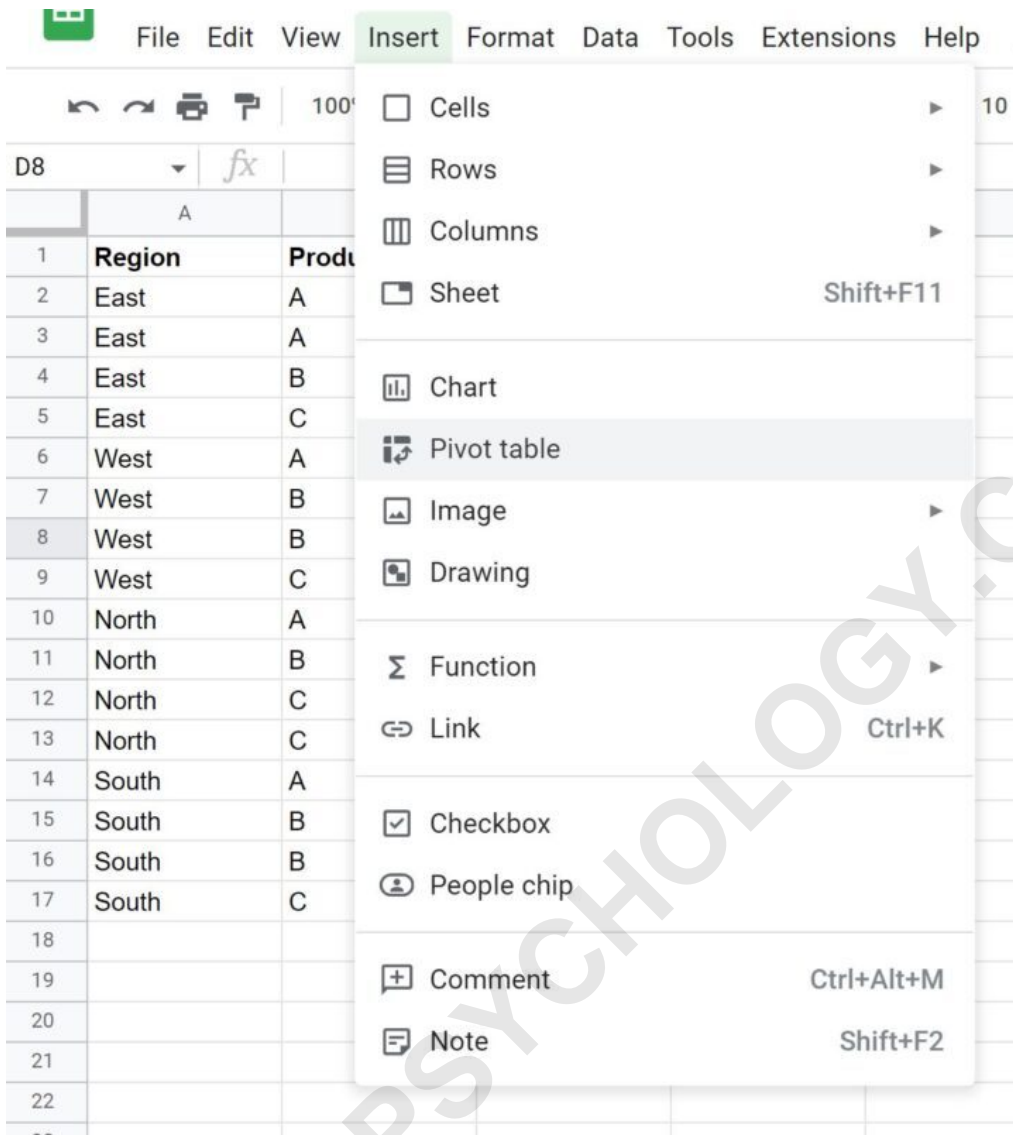 File Edit View Insert Format Data Tools Extensions Help
100% 10
D8 fx
A
1 Region Produ
2 East A
3 East A
4 East B
5 East C
6 West A
7 West B
8 West B
9 West C
10 North A
11 North B
12 North C
13 North C
14 South A
15 South B
16 South B
17 South C
18
19
20
21
22
Cells
Rows
Columns
Sheet Shift+F11
Chart
Pivot table
Image
Drawing
Function
Link Ctrl+K
Checkbox
People chip
Comment Ctrl+Alt+M
Note Shift+F2
PSYCHOLOGY.C